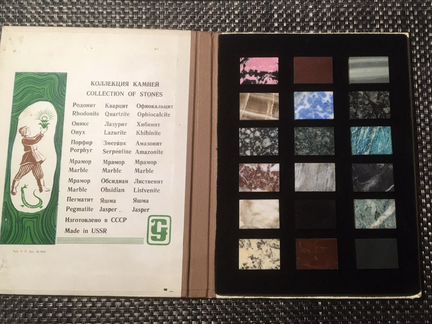 КОЛЛЕКЦИЯ КАМНЕЙ
COLLECTION OF STONES
Родонит Кварцит Офиокальцит
Rhodonite Quartzite Ophiocalcite
Оникс Лазурит Хибинит
Onyx Lazurite Khibinite
Порфир Змеевик Амазонит
Porphyr Serpentine Amazonite
Мрамор Мрамор Мрамор
Marble Marble Marble
Мрамор Обсидиан Лиственит
Marble Obsidian Listvenite
Пегматит Яшма Яшма
Pegmatite Jasper Jasper
Изготовлено в СССР
Made in USSR